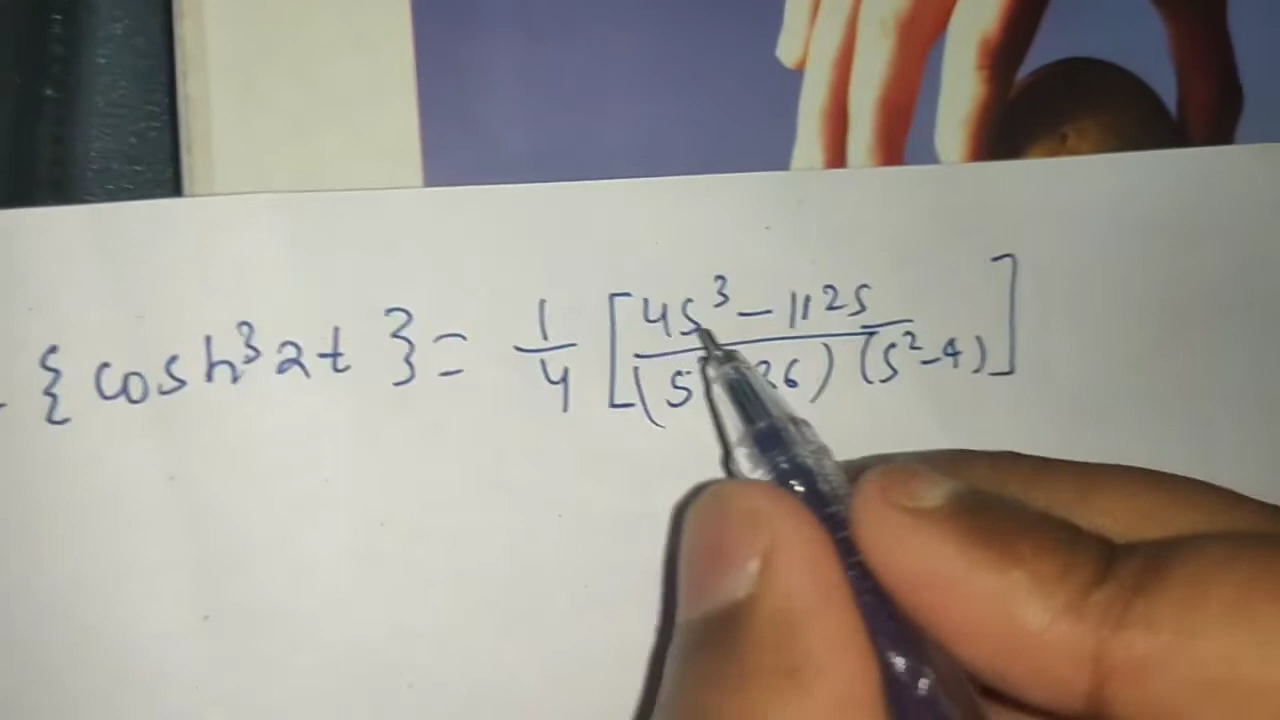 {cosh³2t} = 1/4 [4s³-112s / (s 36) (s²-4)]